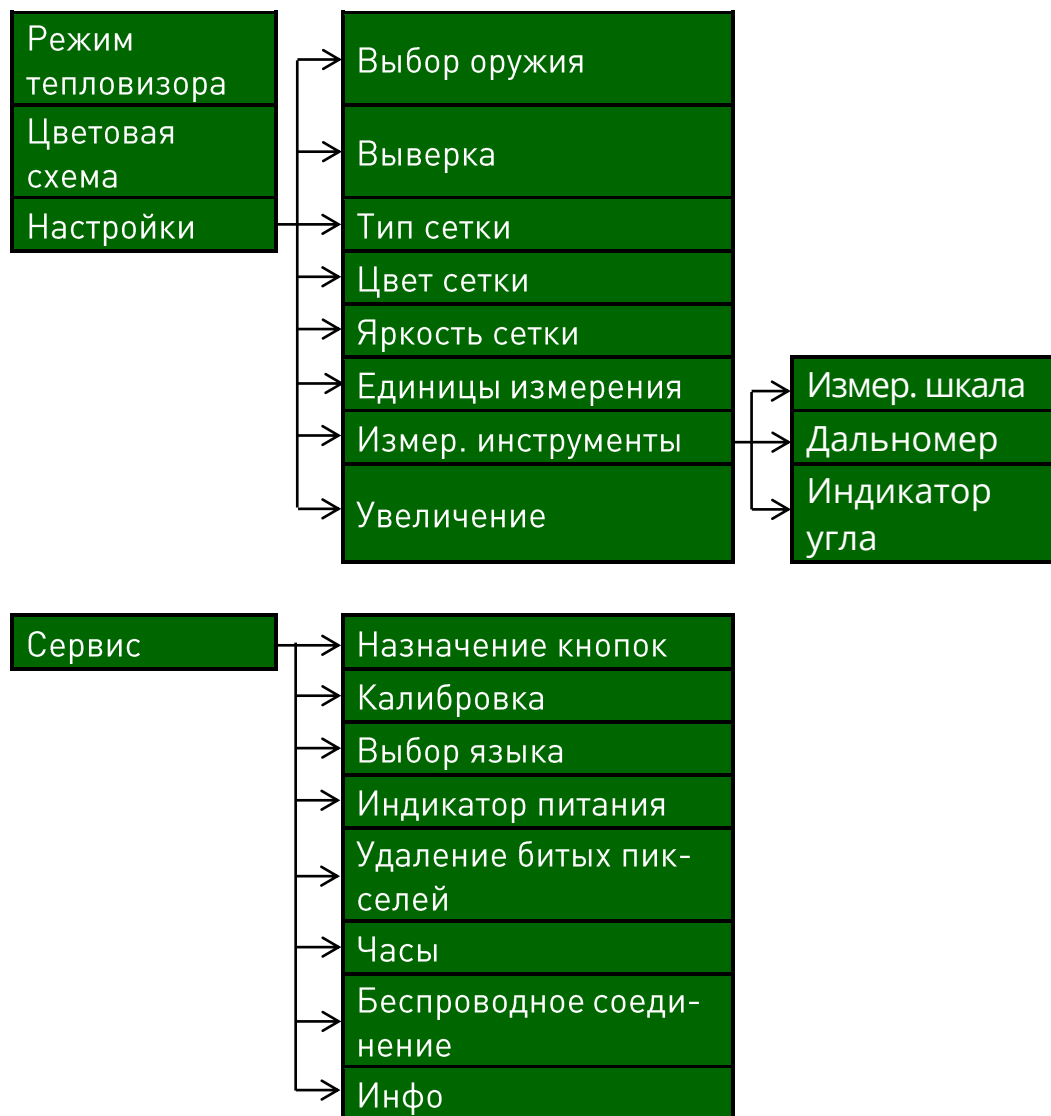 Режим
тепловизора
Цветовая
схема
Настройки
Выбор оружия
Выверка
Тип сетки
Цвет сетки
Яркость сетки
Единицы измерения
Измер. инструменты
Увеличение
Измер. шкала
Дальномер
Индикатор
угла
Сервис
Назначение кнопок
Калибровка
Выбор языка
Индикатор питания
Удаление битых пик-
селей
Часы
Беспроводное соеди-
нение
Инфо